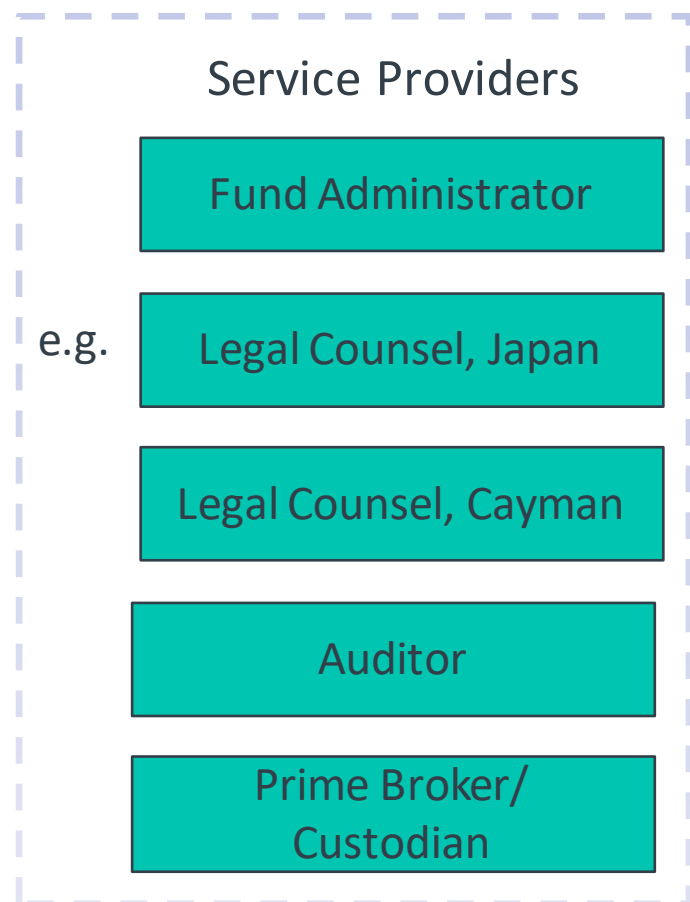 Service Providers
Fund Administrator
e.g.
Legal Counsel, Japan
Legal Counsel, Cayman
Auditor
Prime Broker/
Custodian